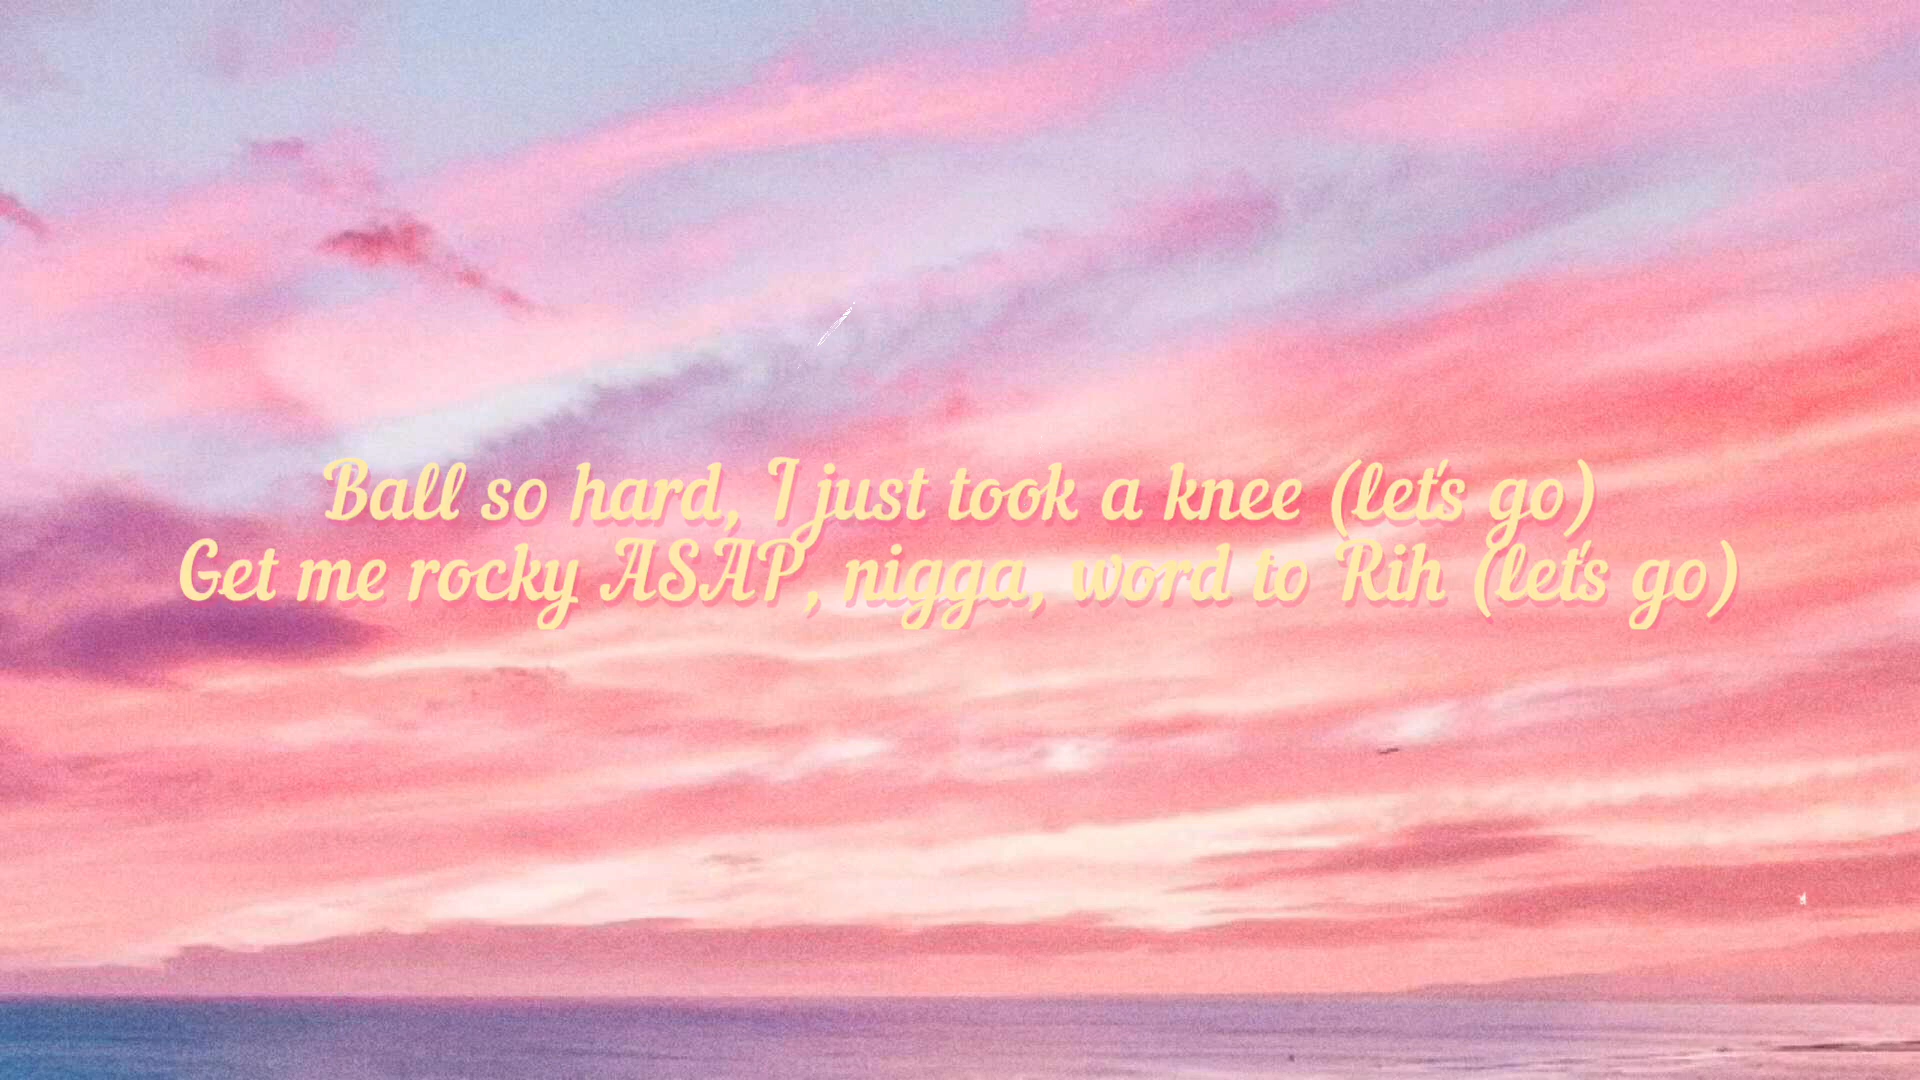 Ball so hard, I just took a knee (let's go)
Get me rocky ASAP, nigga, word to Rih (let's go)